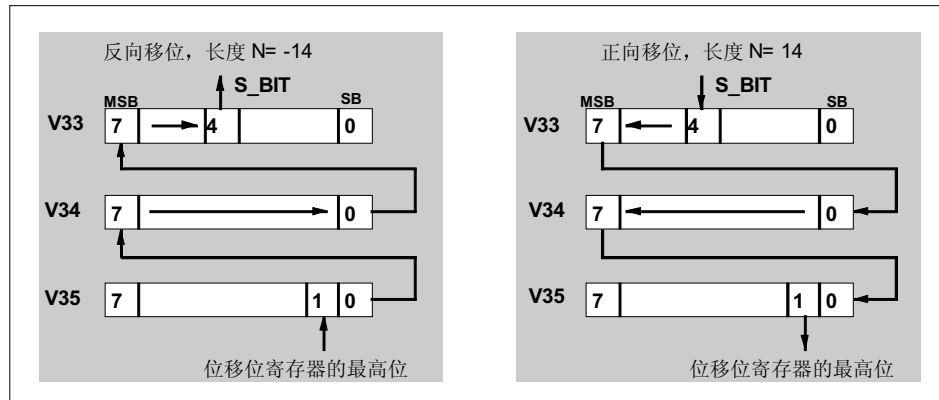 反向移位，长度 N= -14
S_BIT
MSB
SB
V33 7 4 0
V34 7 0
V35 7 1 0
位移位寄存器的最高位
正向移位，长度 N= 14
S_BIT
MSB
SB
V33 7 4 0
V34 7 0
V35 7 1 0
位移位寄存器的最高位